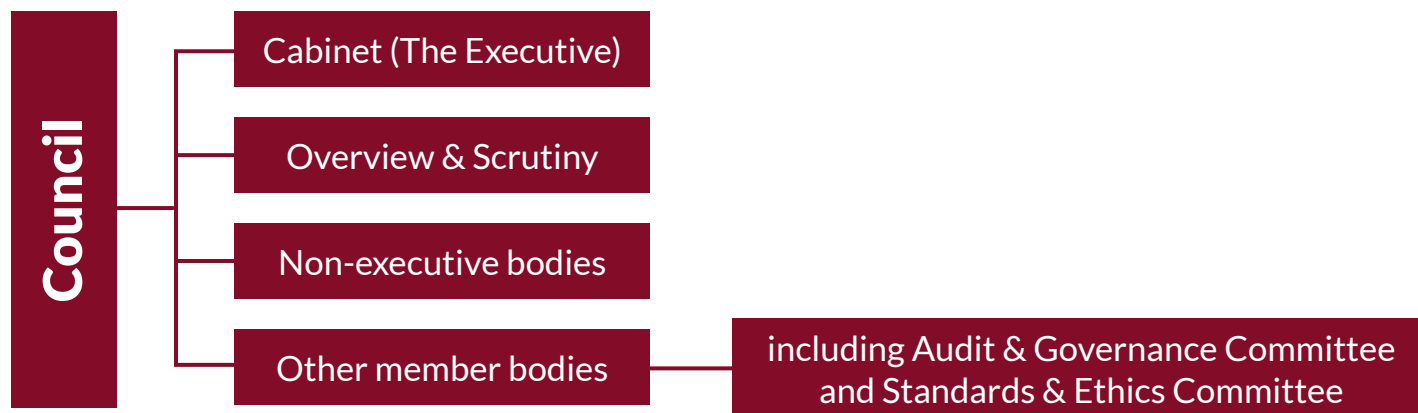 Council
Cabinet (The Executive)
Overview & Scrutiny
Non-executive bodies
Other member bodies
including Audit & Governance Committee
and Standards & Ethics Committee